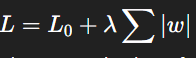 L = L₀ + λ ∑ |w|